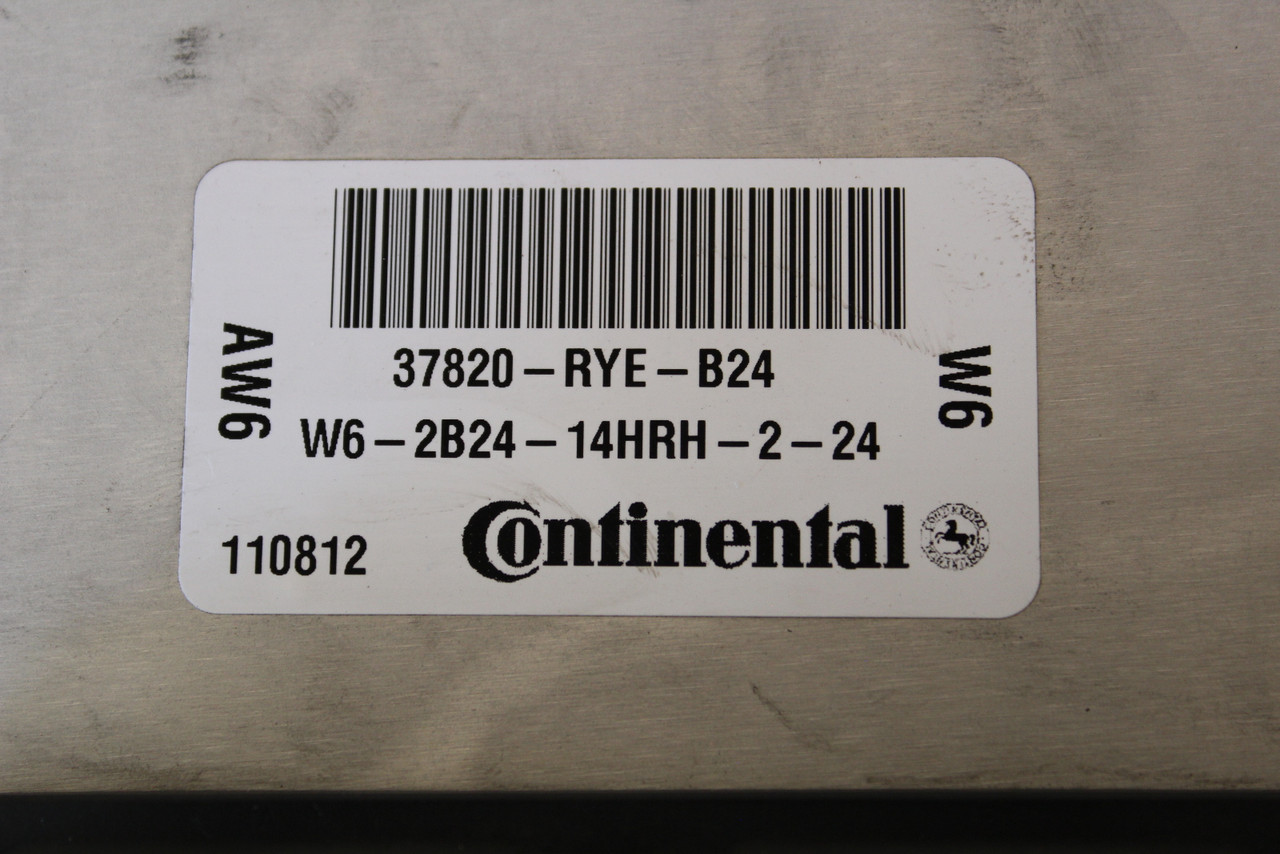 37820-RYE-B24
AW6
W6
W6-2B24-14HRH-2-24
110812
Continental